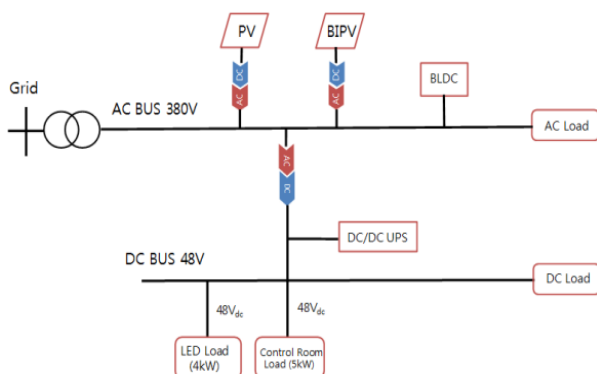 PV
BIPV
DC
DC
AC
AC
BLDC
Grid
AC BUS 380V
AC Load
AC
DC
DC/DC UPS
DC BUS 48V
DC Load
48Vdc
48Vdc
LED Load
(4kW)
Control Room
Load (5kW)